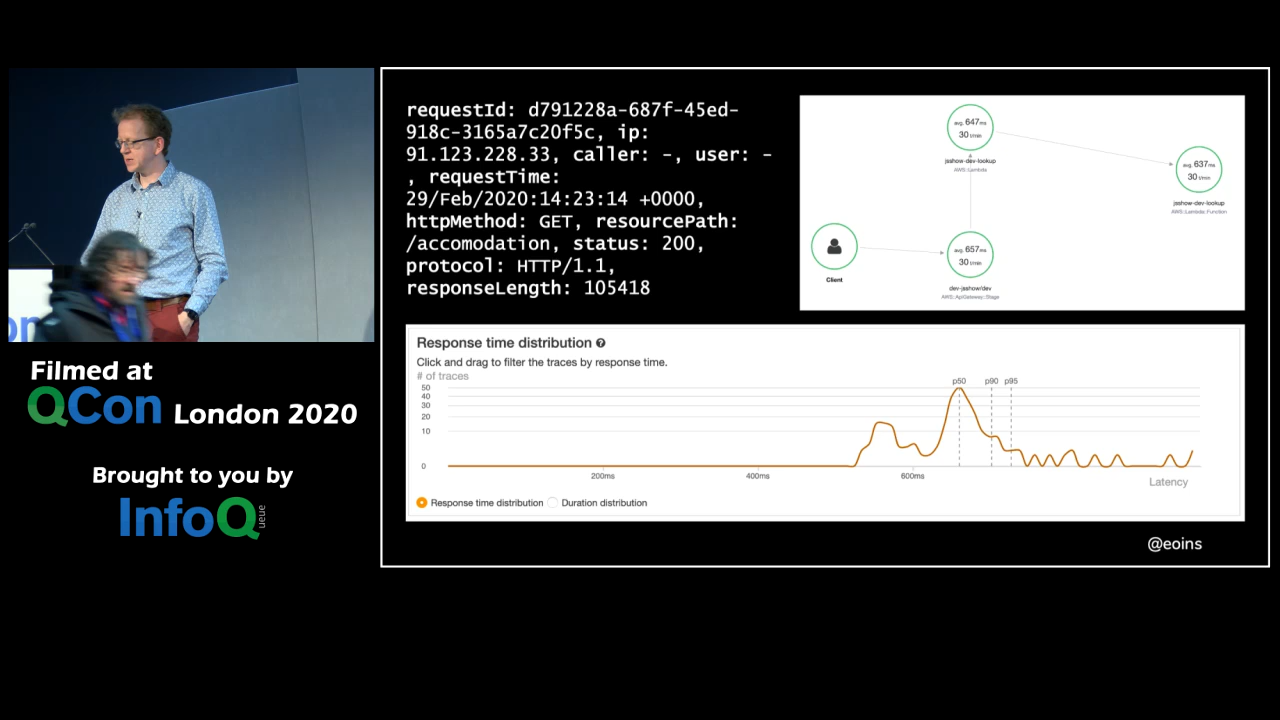 requestId: d791228a-687f-45ed-
918c-3165a7c20f5c, ip:
91.123.228.33, caller: -, user: -
, requestTime:
29/Feb/2020:14:23:14 +0000,
httpMethod: GET, resourcePath:
/accomodation, status: 200,
protocol: HTTP/1.1,
responseLength: 105418
avg. 647ms
30 t/min
jsshow-dev-lookup
AWS::Lambda
avg. 637ms
30 t/min
jsshow-dev-lookup
AWS::Lambda::Function
Client
avg. 657ms
30 t/min
dev-jsshow/dev
AWS::ApiGateway::Stage
Response time distribution
Click and drag to filter the traces by response time.
# of traces
50
40
30
20
10
0
p50 p90 p95
200ms 400ms 600ms
Latency
Response time distribution Duration distribution
@eoins
on
Filmed at
QCon London 2020
Brought to you by
InfoQueue